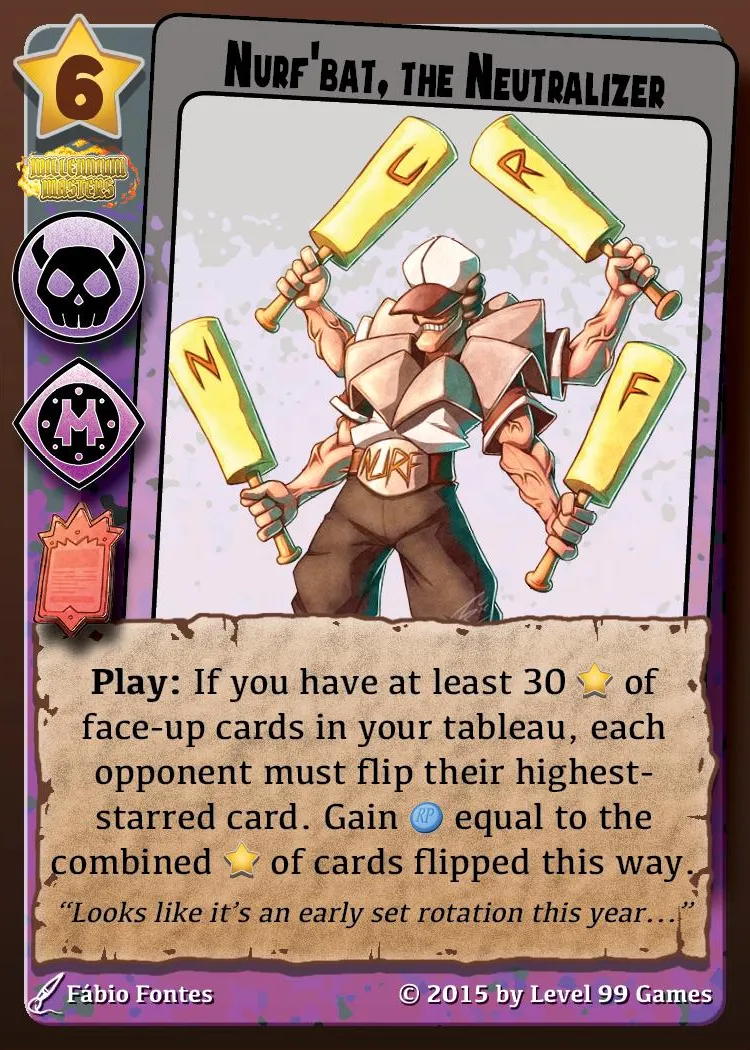 6
Nurf'bat, the Neutralizer
MILLENNIUM
MASTERS
U
R
N
F
M
NURF
Play: If you have at least 30 of
face-up cards in your tableau, each
opponent must flip their highest-
starred card. Gain RP equal to the
combined of cards flipped this way.
“Looks like it's an early set rotation this year...”
Fábio Fontes
© 2015 by Level 99 Games